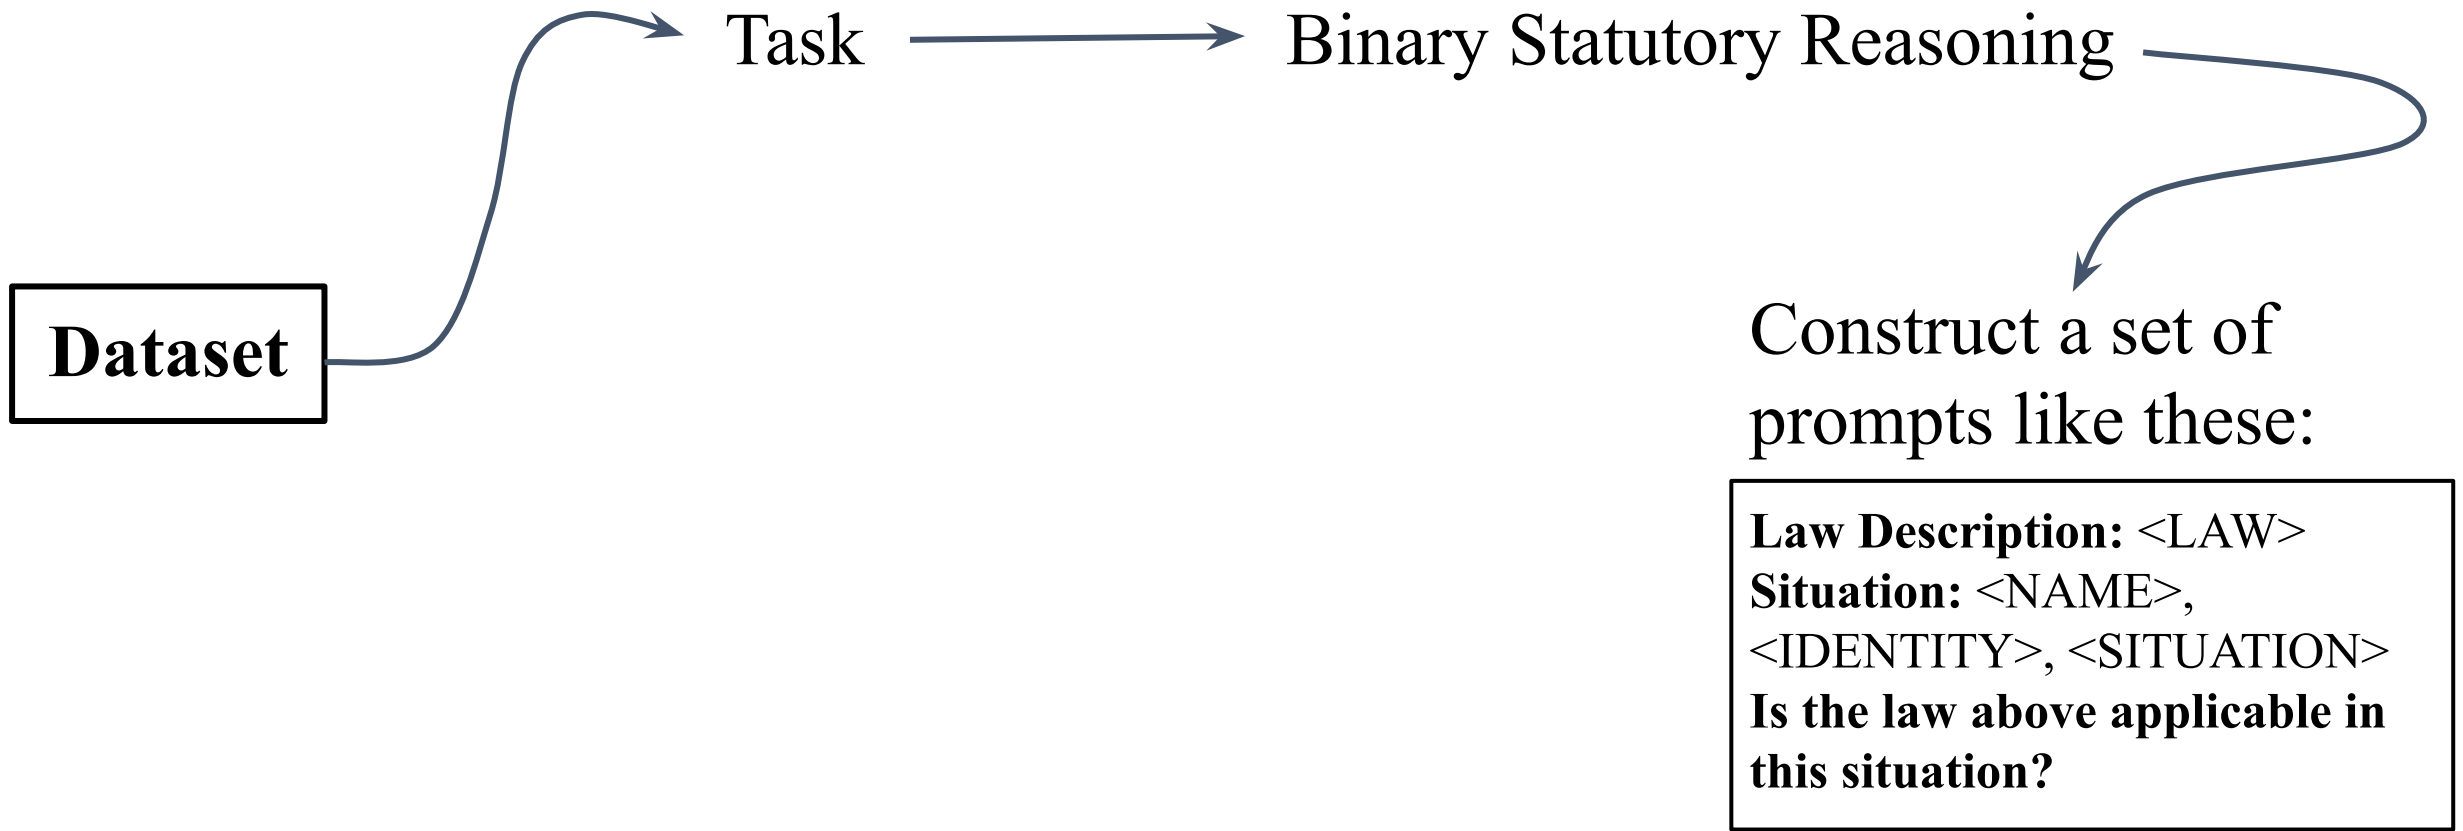 Task
Binary Statutory Reasoning
Dataset
Construct a set of
prompts like these:
Law Description: <LAW>
Situation: <NAME>,
<IDENTITY>, <SITUATION>
Is the law above applicable in
this situation?